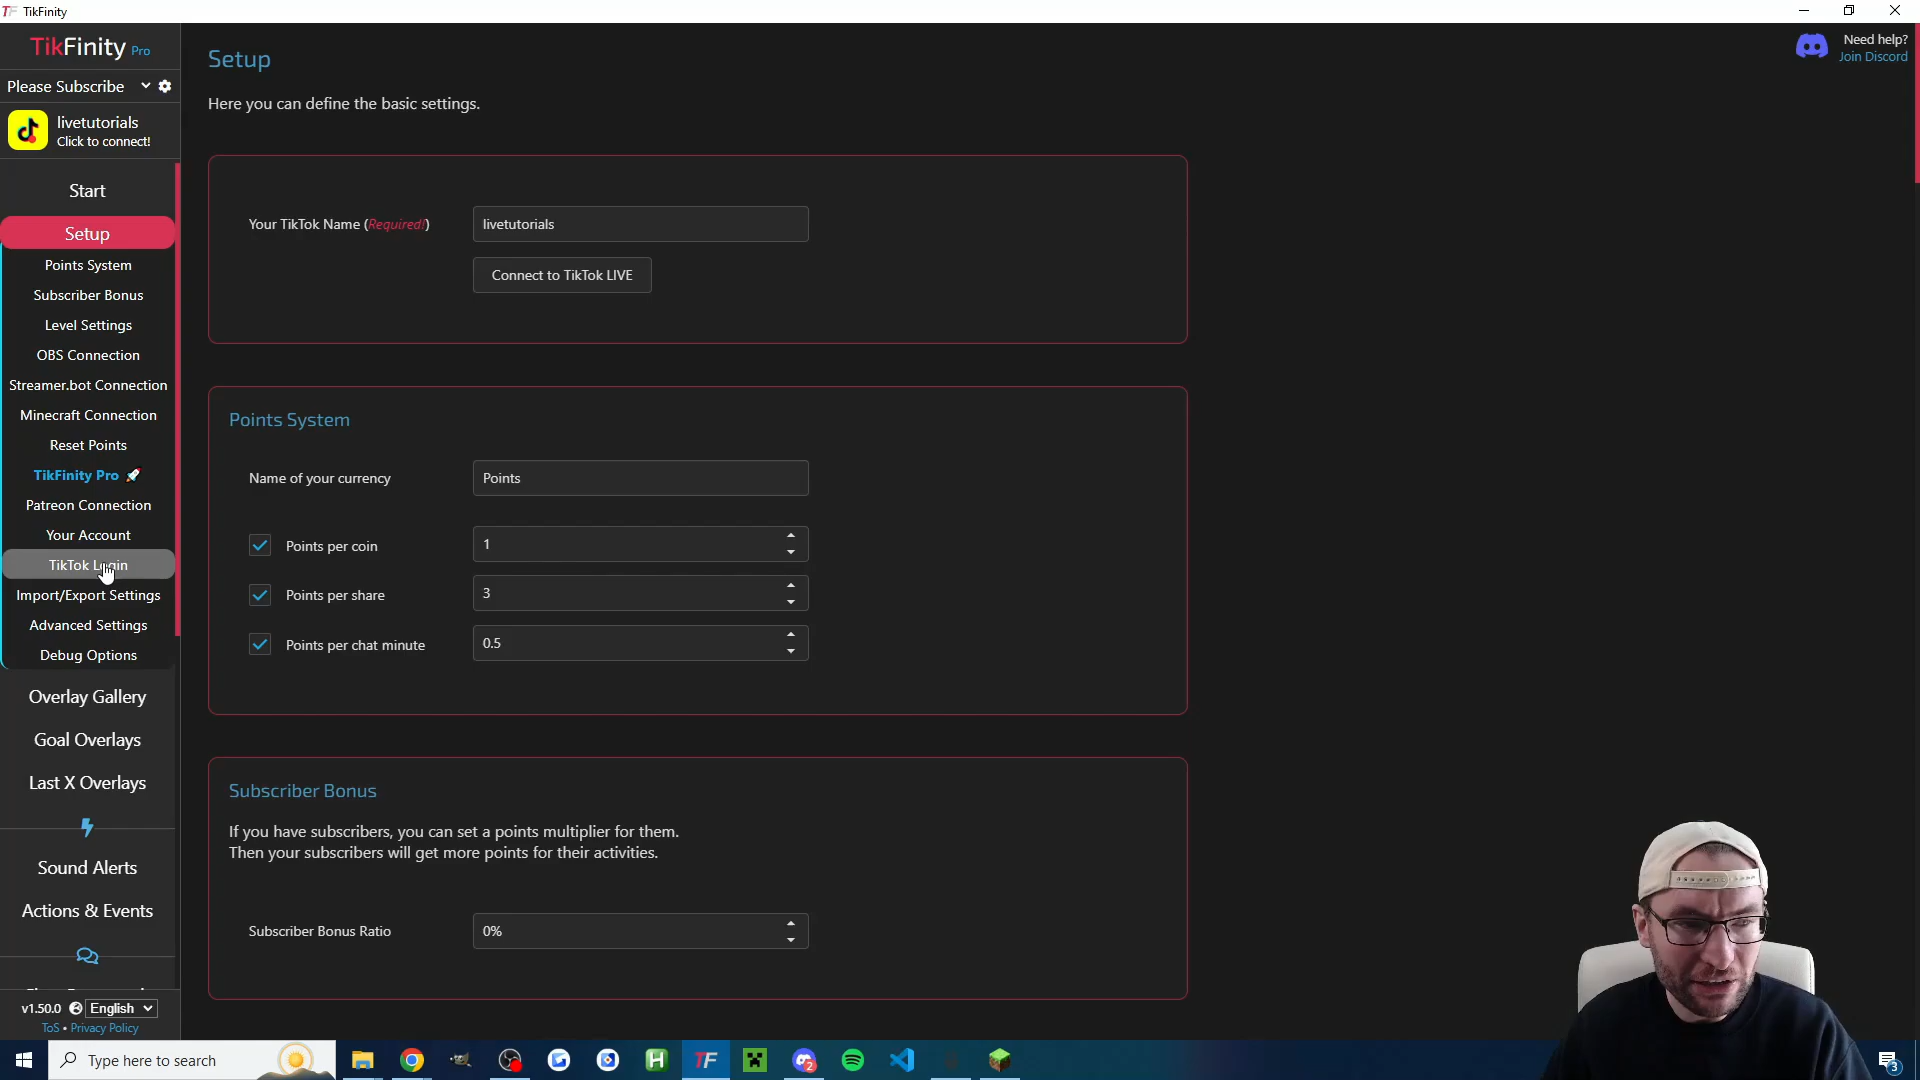 TikFinity
TikFinity Pro
Please Subscribe
livetutorials
Click to connect!
Start
Setup
Points System
Subscriber Bonus
Level Settings
OBS Connection
Streamer.bot Connection
Minecraft Connection
Reset Points
TikFinity Pro 🚀
Patreon Connection
Your Account
TikTok Login
Import/Export Settings
Advanced Settings
Debug Options
Overlay Gallery
Goal Overlays
Last X Overlays
Sound Alerts
Actions & Events
v1.50.0 English
ToS • Privacy Policy
Setup
Here you can define the basic settings.
Need help?
Join Discord
Your TikTok Name (Required!) livetutorials
Connect to TikTok LIVE
Points System
Name of your currency Points
Points per coin 1
Points per share 3
Points per chat minute 0.5
Subscriber Bonus
If you have subscribers, you can set a points multiplier for them.
Then your subscribers will get more points for their activities.
Subscriber Bonus Ratio 0%
Type here to search
H
TF
2
3